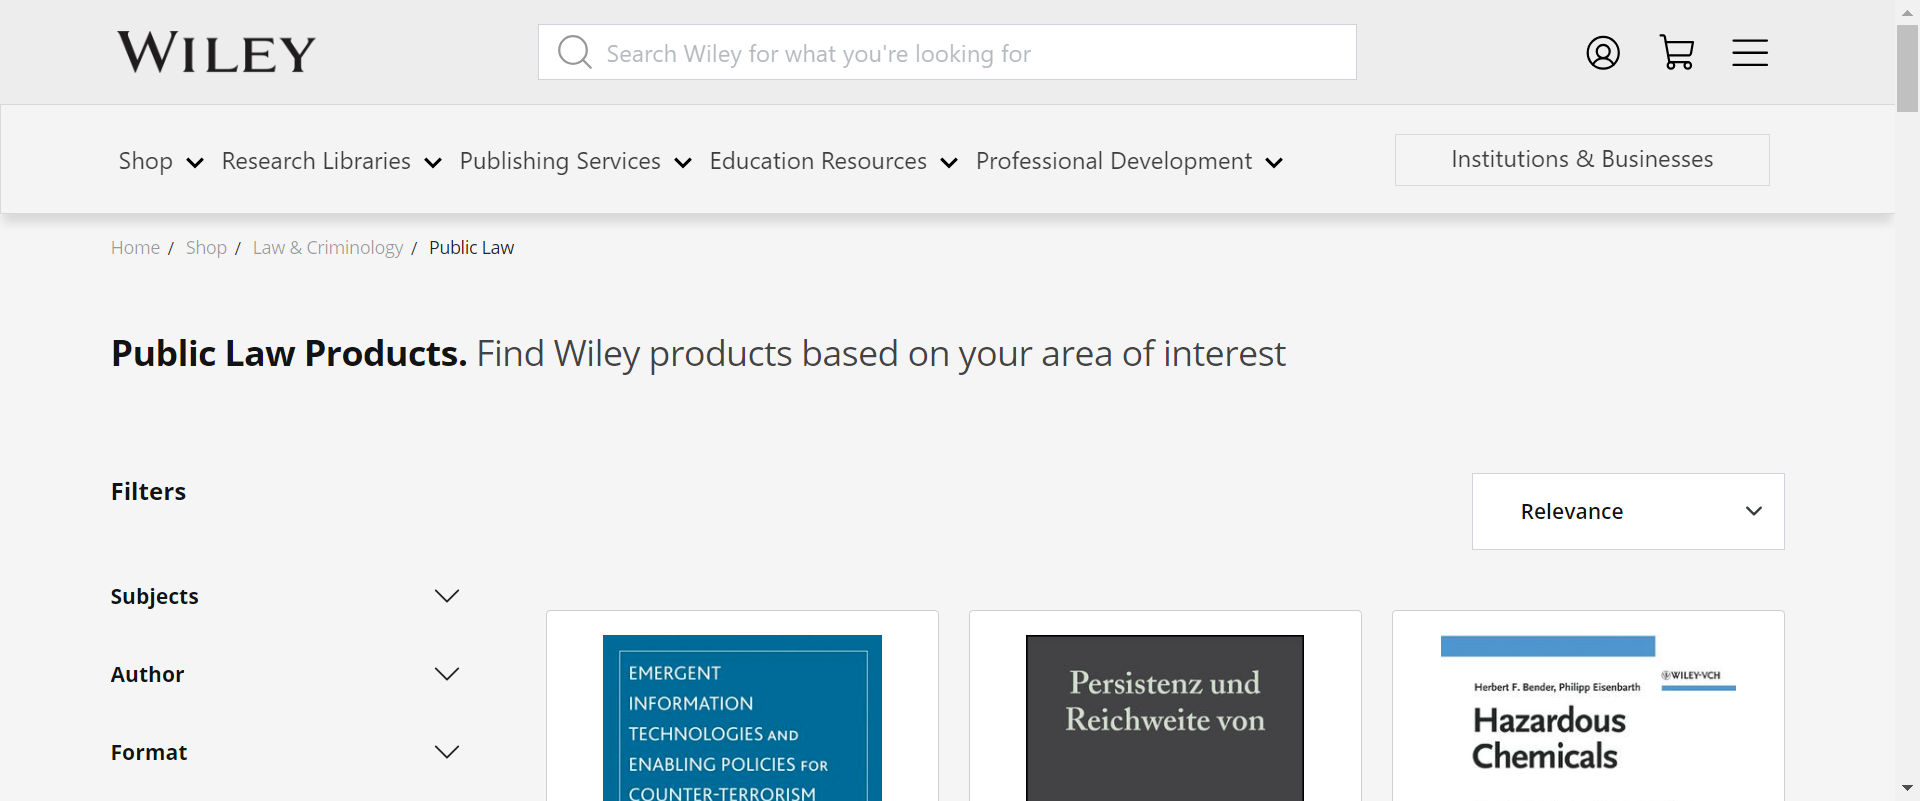 WILEY
Search Wiley for what you're looking for
Shop Research Libraries Publishing Services Education Resources Professional Development Institutions & Businesses
Home / Shop / Law & Criminology / Public Law
Public Law Products. Find Wiley products based on your area of interest
Filters
Relevance
Subjects
Author
Format
EMERGENT
INFORMATION
TECHNOLOGIES AND
ENABLING POLICIES FOR
COUNTER-TERRORISM
Persistenz und
Reichweite von
WILEY-VCH
Herbert F. Bender, Philipp Eisenbarth
Hazardous
Chemicals